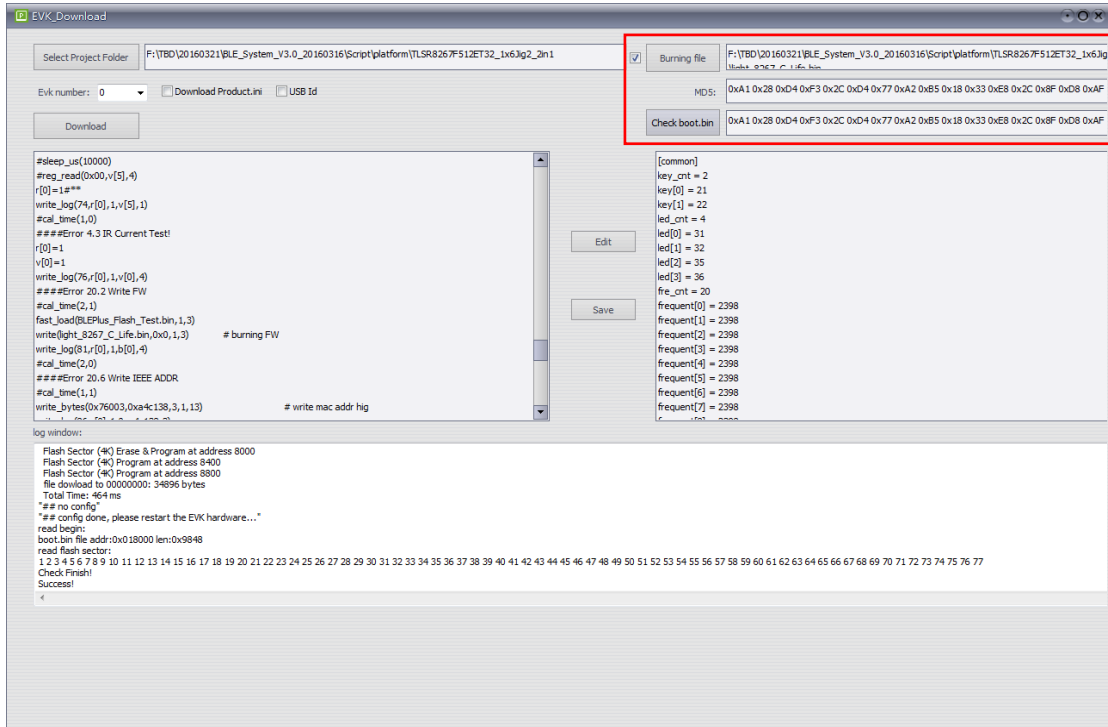 EVK_Download
Select Project Folder
F:\TBD\20160321\BLE_System_V3.0_20160316\Script\platform\TLSR8267F512ET32_1x6Jig2_2in1
Evk number: 0
Download Product.ini
USB Id
Download
Burning file
F:\TBD\20160321\BLE_System_V3.0_20160316\Script\platform\TLSR8267F512ET32_1x6Jig
\light_8267_C_Life.bin
MD5:
0xA1 0x28 0xD4 0xF3 0x2C 0xD4 0x77 0xA2 0xB5 0x18 0x33 0xE8 0x2C 0x8F 0xD8 0xAF
Check boot.bin
0xA1 0x28 0xD4 0xF3 0x2C 0xD4 0x77 0xA2 0xB5 0x18 0x33 0xE8 0x2C 0x8F 0xD8 0xAF
#sleep_us(10000)
#reg_read(0x00,v[5],4)
r[0]=1#**
write_log(74,r[0],1,v[5],1)
#cal_time(1,0)
####Error 4.3 IR Current Test!
r[0]=1
v[0]=1
write_log(76,r[0],1,v[0],4)
####Error 20.2 Write FW
#cal_time(2,1)
fast_load(BLEPlus_Flash_Test.bin,1,3)
write(light_8267_C_Life.bin,0x0,1,3) # burning FW
write_log(81,r[0],1,b[0],4)
#cal_time(2,0)
####Error 20.6 Write IEEE ADDR
#cal_time(1,1)
write_bytes(0x76003,0xa4c138,3,1,13) # write mac addr hig
Edit
Save
[common]
key_cnt = 2
key[0] = 21
key[1] = 22
led_cnt = 4
led[0] = 31
led[1] = 32
led[2] = 35
led[3] = 36
fre_cnt = 20
frequent[0] = 2398
frequent[1] = 2398
frequent[2] = 2398
frequent[3] = 2398
frequent[4] = 2398
frequent[5] = 2398
frequent[6] = 2398
frequent[7] = 2398
log window:
Flash Sector (4K) Erase & Program at address 8000
Flash Sector (4K) Program at address 8400
Flash Sector (4K) Program at address 8800
file dowload to 00000000: 34896 bytes
Total Time: 464 ms
"## no config"
"## config done, please restart the EVK hardware..."
read begin:
boot.bin file addr:0x018000 len:0x9848
read flash sector:
1 2 3 4 5 6 7 8 9 10 11 12 13 14 15 16 17 18 19 20 21 22 23 24 25 26 27 28 29 30 31 32 33 34 35 36 37 38 39 40 41 42 43 44 45 46 47 48 49 50 51 52 53 54 55 56 57 58 59 60 61 62 63 64 65 66 67 68 69 70 71 72 73 74 75 76 77
Check Finish!
Success!